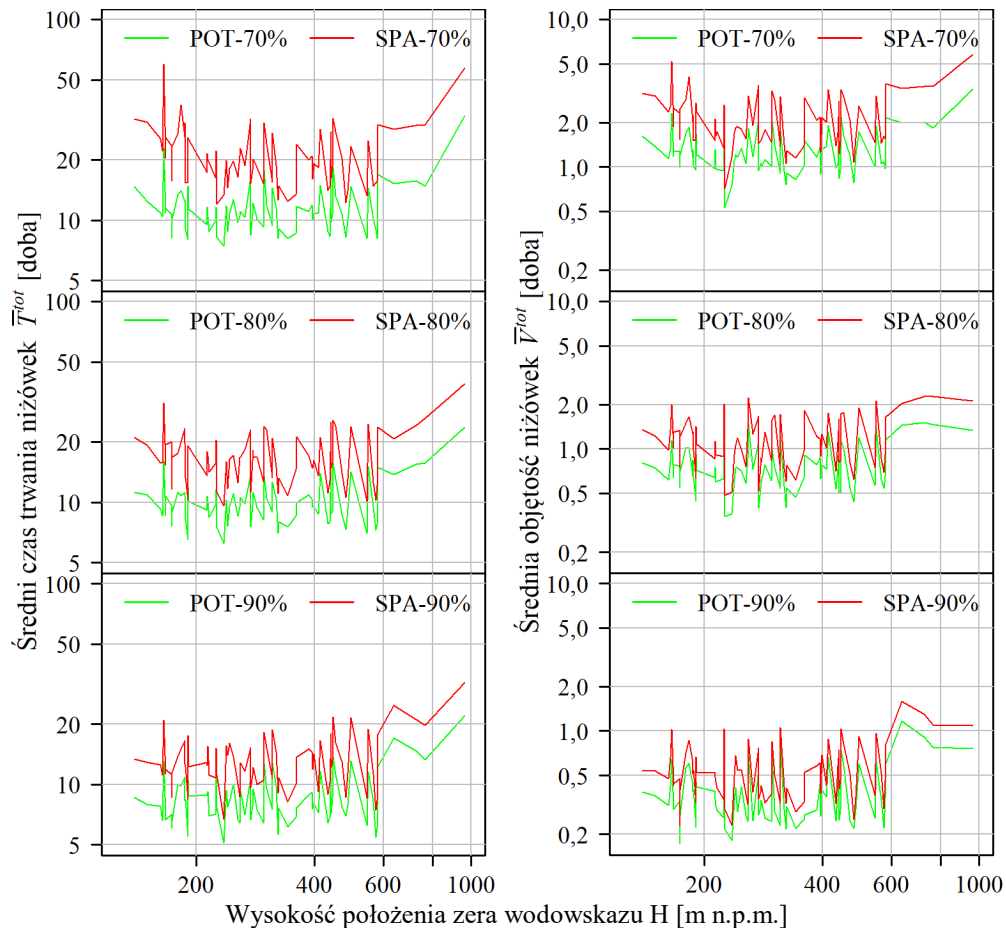 100
POT-70%
SPA-70%
50
20
10
5
10,0
POT-70%
SPA-70%
5,0
2,0
1,0
0,5
0,2
100
POT-80%
SPA-80%
50
20
10
5
10,0
POT-80%
SPA-80%
5,0
2,0
1,0
0,5
0,2
100
POT-90%
SPA-90%
50
20
10
5
10,0
POT-90%
SPA-90%
5,0
2,0
1,0
0,5
0,2
Średni czas trwania niżówek T̅ᵗᵒᵗ [doba]
Średnia objętość niżówek V̅ᵗᵒᵗ [doba]
200 400 600 1000
200 400 600 1000
Wysokość położenia zera wodowskazu H [m n.p.m.]